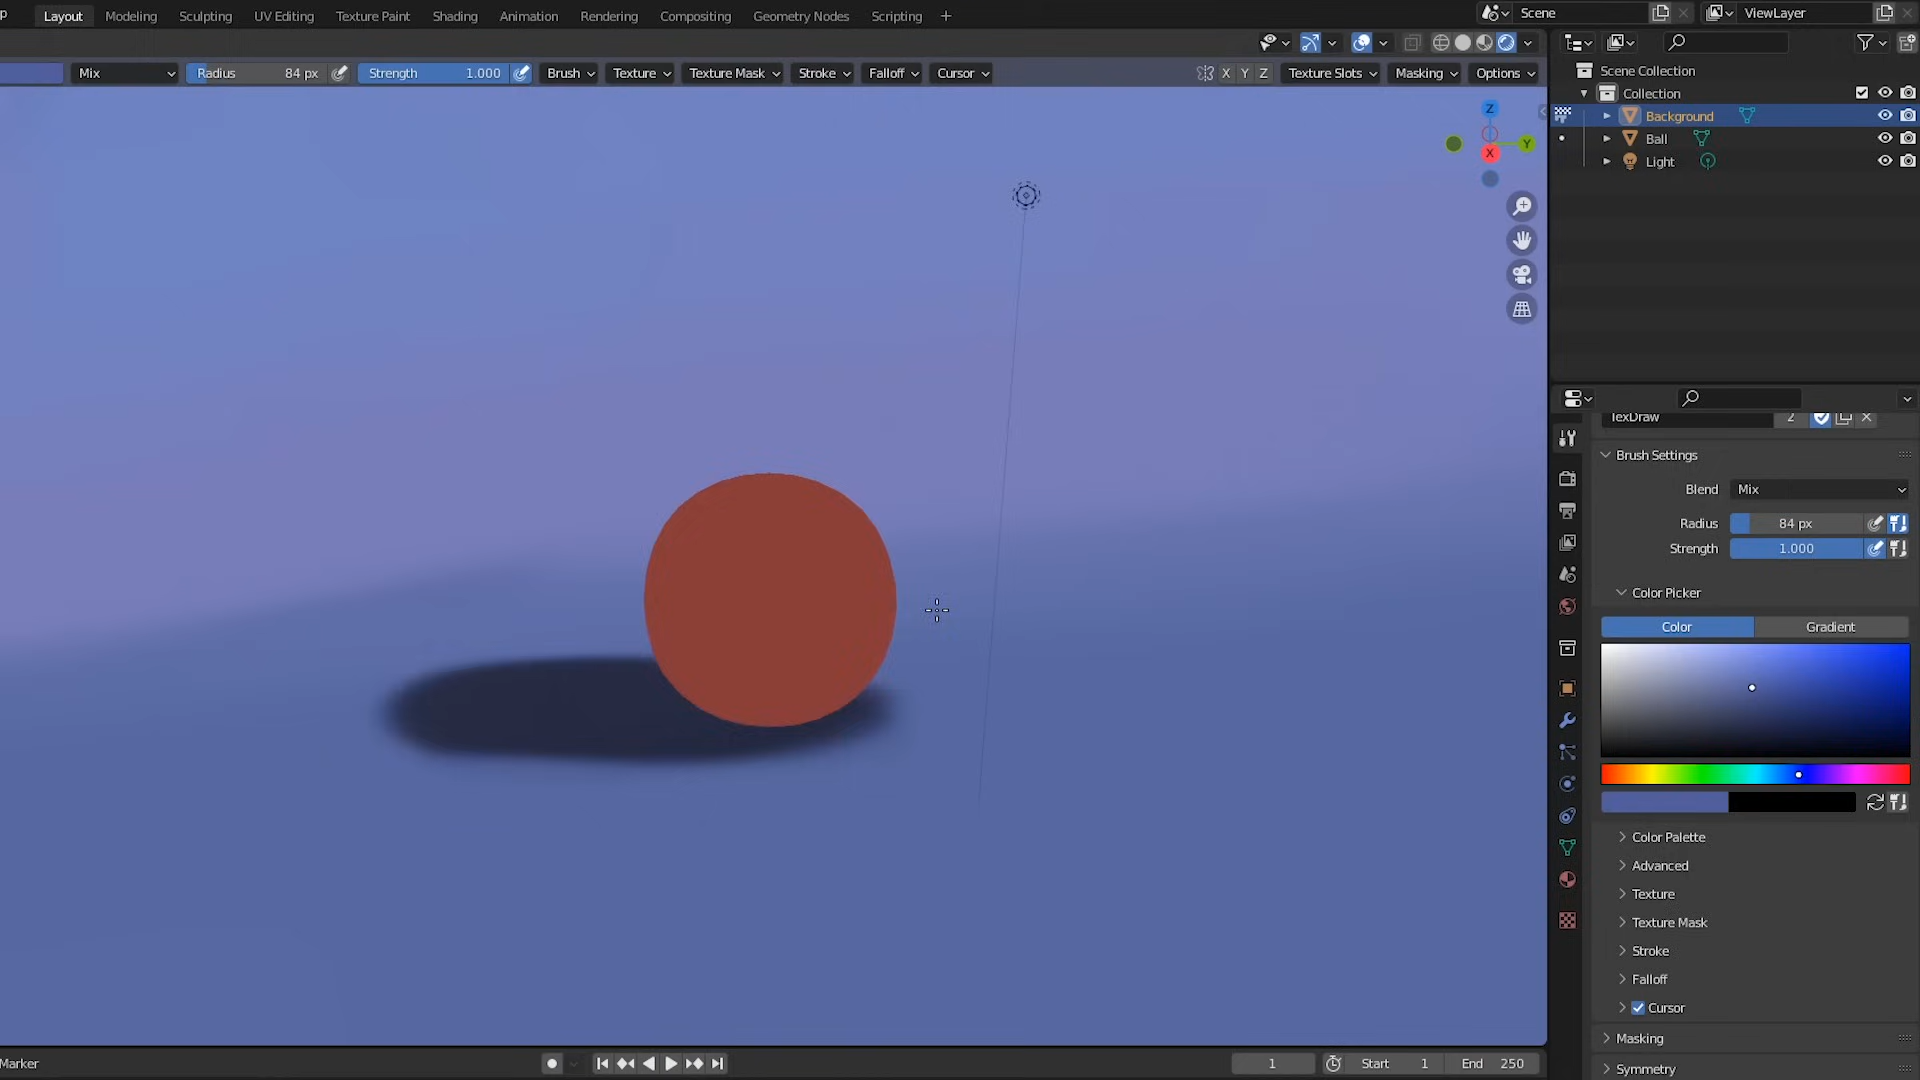 p Layout Modeling Sculpting UV Editing Texture Paint Shading Animation Rendering Compositing Geometry Nodes Scripting + Scene ViewLayer
Mix Radius 84 px Strength 1.000 Brush Texture Texture Mask Stroke Falloff Cursor X Y Z Texture Slots Masking Options
Scene Collection
Collection
Background
Ball
Light
Z
X
Y
TexDraw 2
Brush Settings
Blend Mix
Radius 84 px
Strength 1.000
Color Picker
Color Gradient
Color Palette
Advanced
Texture
Texture Mask
Stroke
Falloff
Cursor
Masking
Symmetry
Marker 1 Start 1 End 250